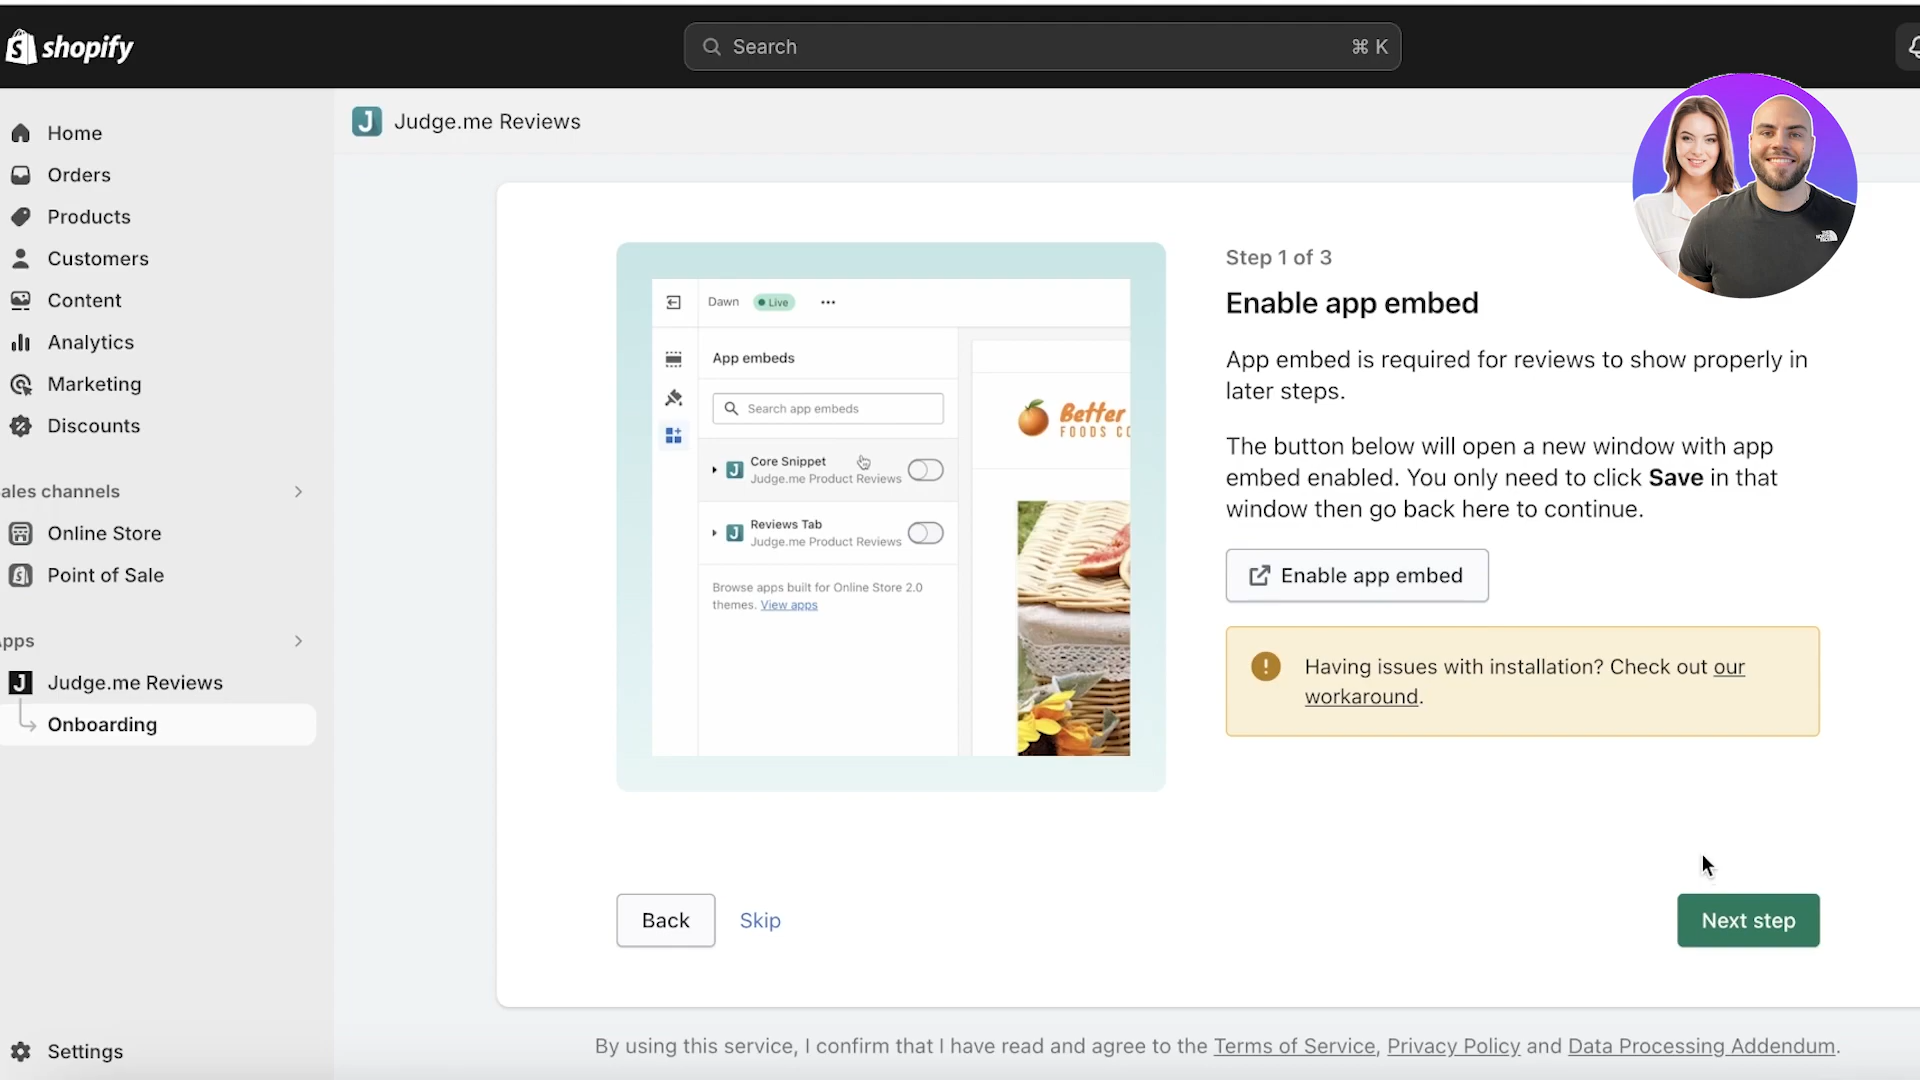 shopify
Search
⌘ K
Home
Orders
Products
Customers
Content
Analytics
Marketing
Discounts
ales channels
Online Store
Point of Sale
pps
Judge.me Reviews
Onboarding
Settings
Judge.me Reviews
Dawn
Live
App embeds
Search app embeds
Core Snippet
Judge.me Product Reviews
Reviews Tab
Judge.me Product Reviews
Browse apps built for Online Store 2.0
themes. View apps
Better
FOODS CO
Step 1 of 3
Enable app embed
App embed is required for reviews to show properly in
later steps.
The button below will open a new window with app
embed enabled. You only need to click Save in that
window then go back here to continue.
Enable app embed
Having issues with installation? Check out our
workaround.
Back
Skip
Next step
By using this service, I confirm that I have read and agree to the Terms of Service, Privacy Policy and Data Processing Addendum.